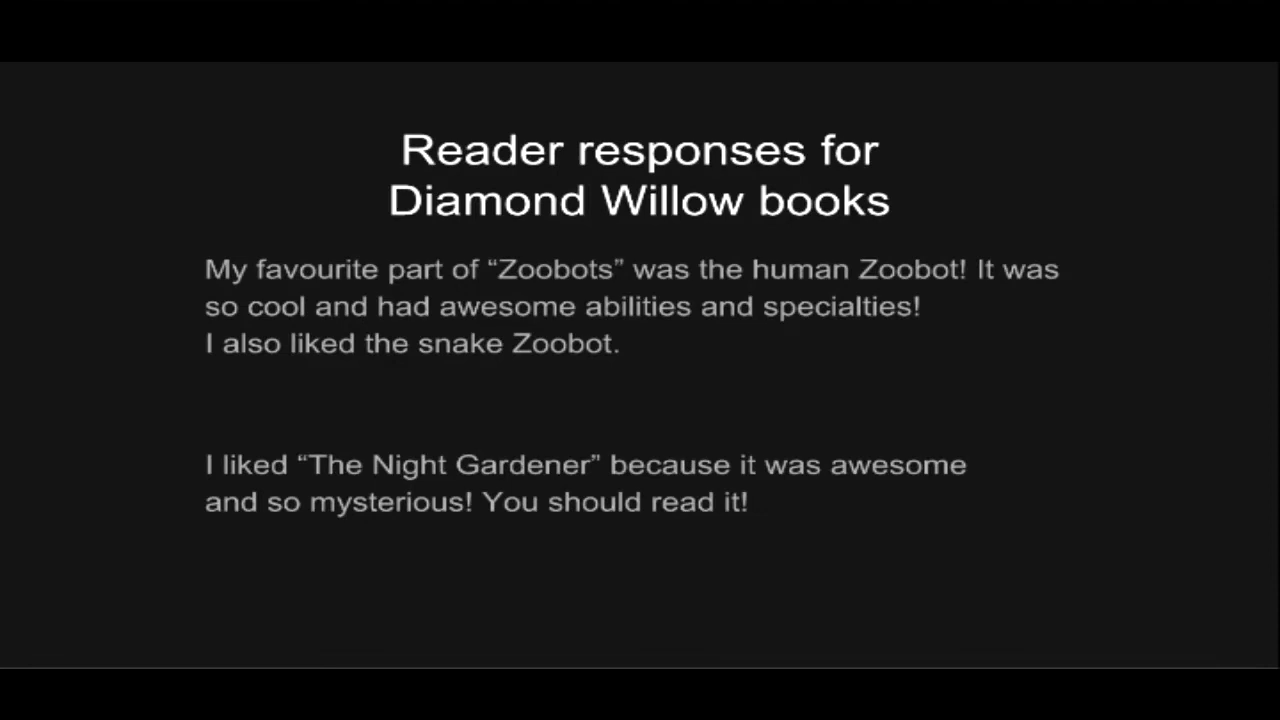 Reader responses for
Diamond Willow books
My favourite part of “Zoobots” was the human Zoobot! It was
so cool and had awesome abilities and specialties!
I also liked the snake Zoobot.
I liked “The Night Gardener” because it was awesome
and so mysterious! You should read it!